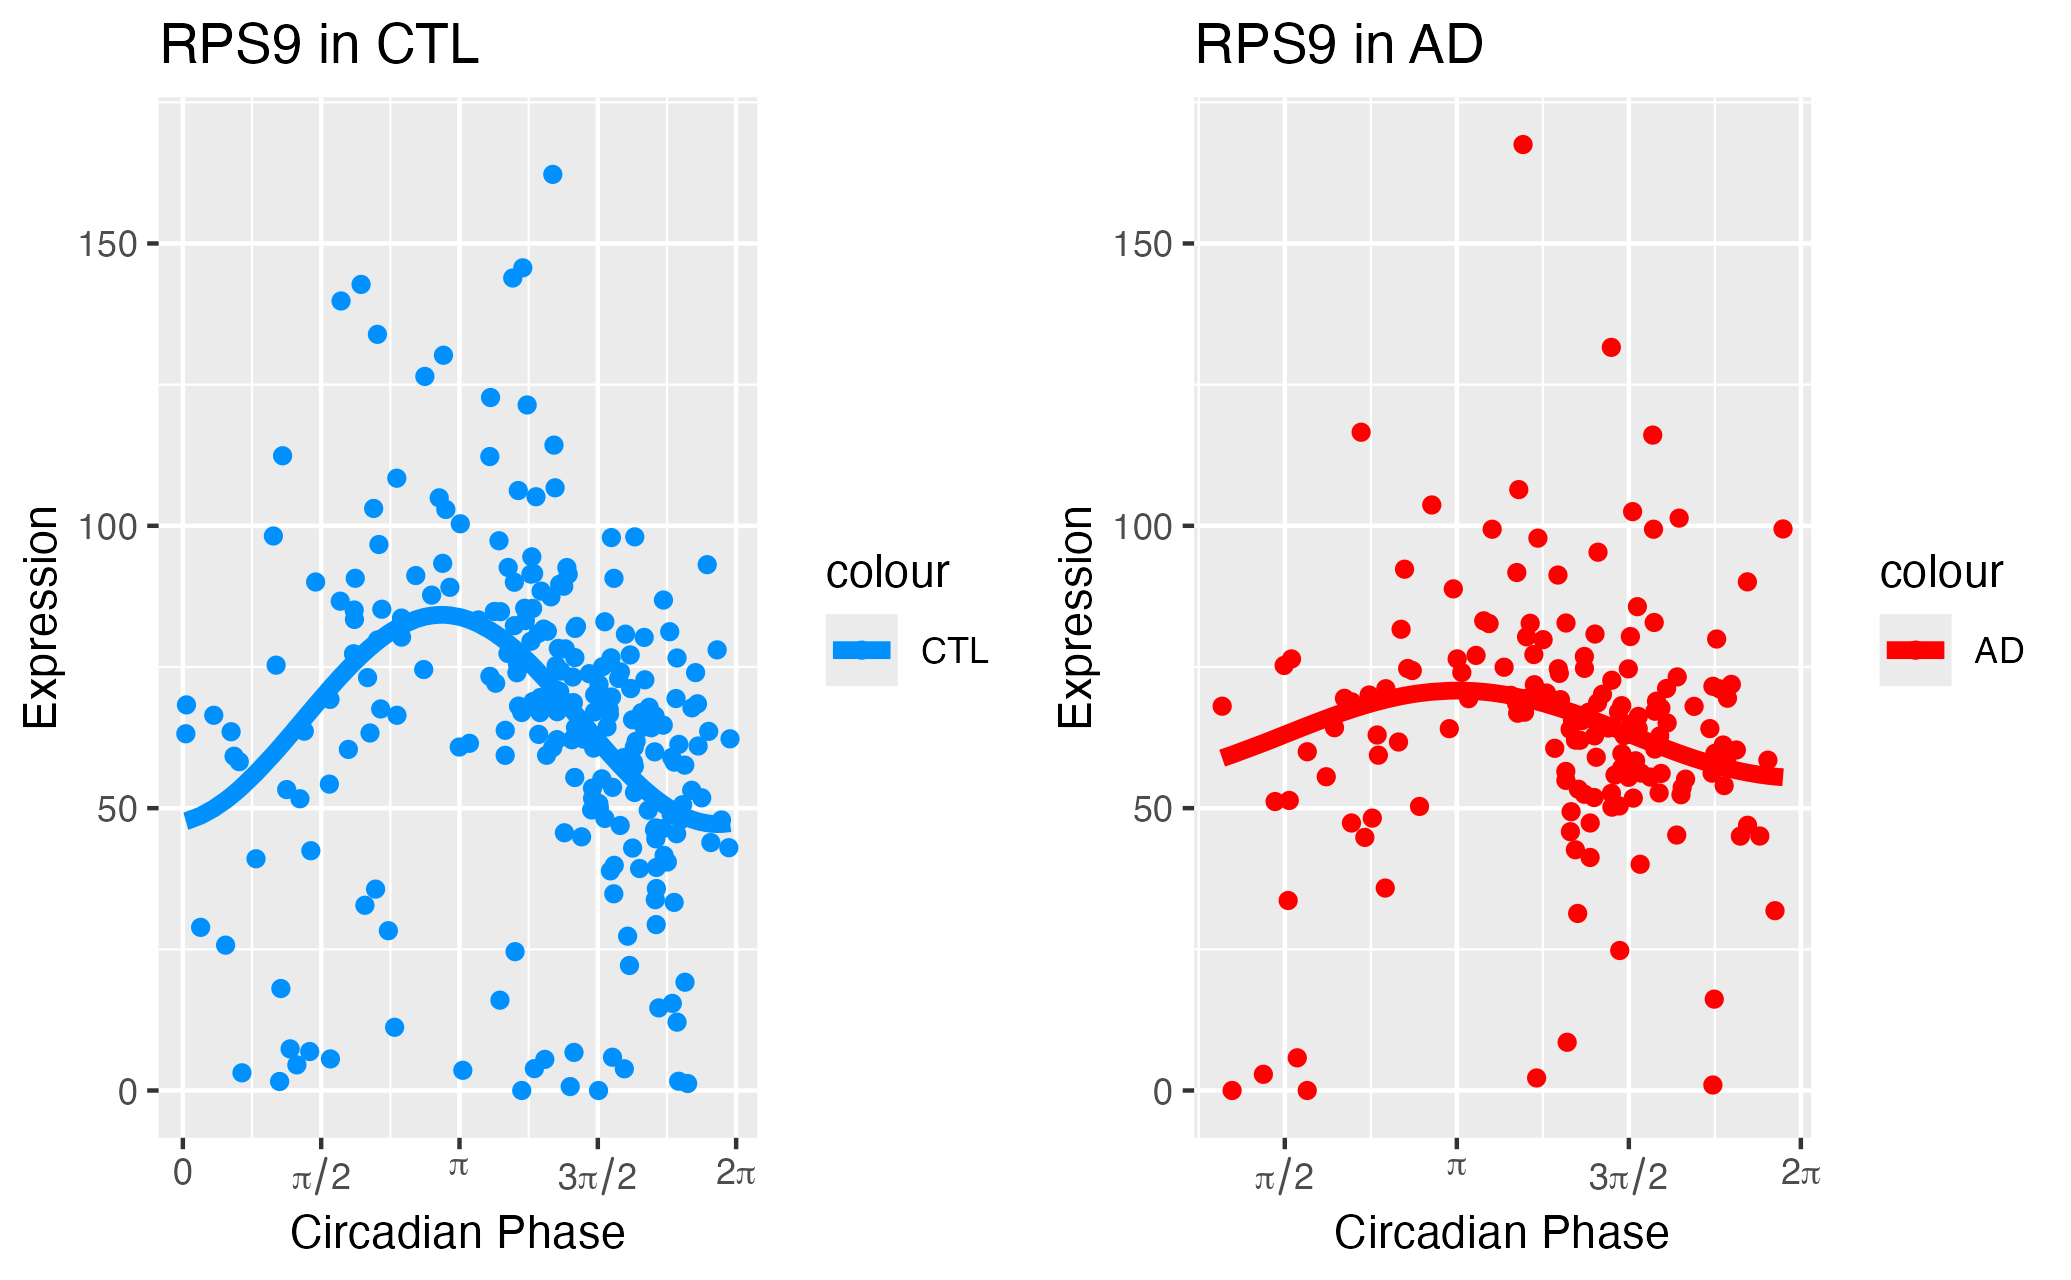 RPS9 in CTL
Expression
150
100
50
0
0 π/2 π 3π/2 2π
Circadian Phase
colour
CTL
RPS9 in AD
Expression
150
100
50
0
π/2 π 3π/2 2π
Circadian Phase
colour
AD